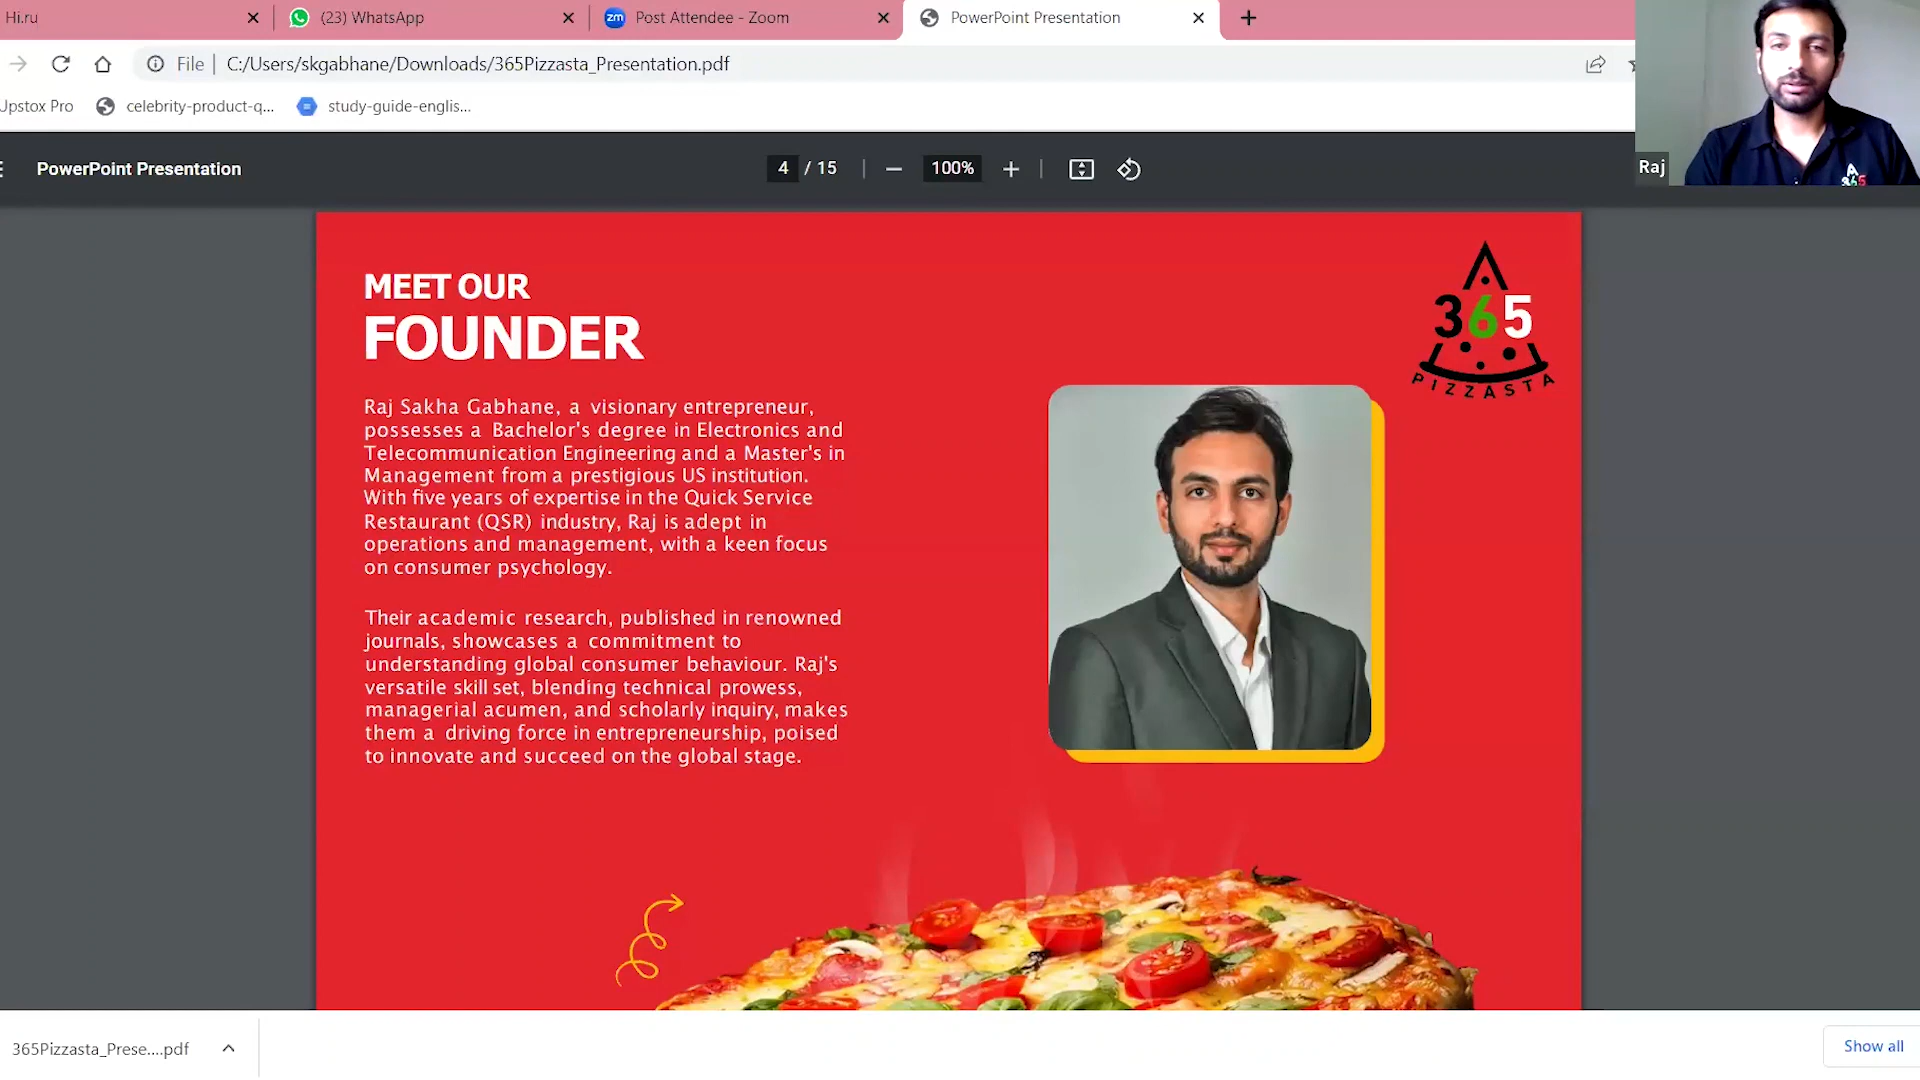 Hi.ru
(23) WhatsApp
zm
Post Attendee - Zoom
PowerPoint Presentation
File
C:/Users/skgabhane/Downloads/365Pizzasta_Presentation.pdf
Upstox Pro
celebrity-product-q...
study-guide-englis...
PowerPoint Presentation
4 / 15
100%
Raj
365
MEET OUR
FOUNDER
365
PIZZASTA
Raj Sakha Gabhane, a visionary entrepreneur,
possesses a Bachelor's degree in Electronics and
Telecommunication Engineering and a Master's in
Management from a prestigious US institution.
With five years of expertise in the Quick Service
Restaurant (QSR) industry, Raj is adept in
operations and management, with a keen focus
on consumer psychology.
Their academic research, published in renowned
journals, showcases a commitment to
understanding global consumer behaviour. Raj's
versatile skill set, blending technical prowess,
managerial acumen, and scholarly inquiry, makes
them a driving force in entrepreneurship, poised
to innovate and succeed on the global stage.
365Pizzasta_Prese....pdf
Show all